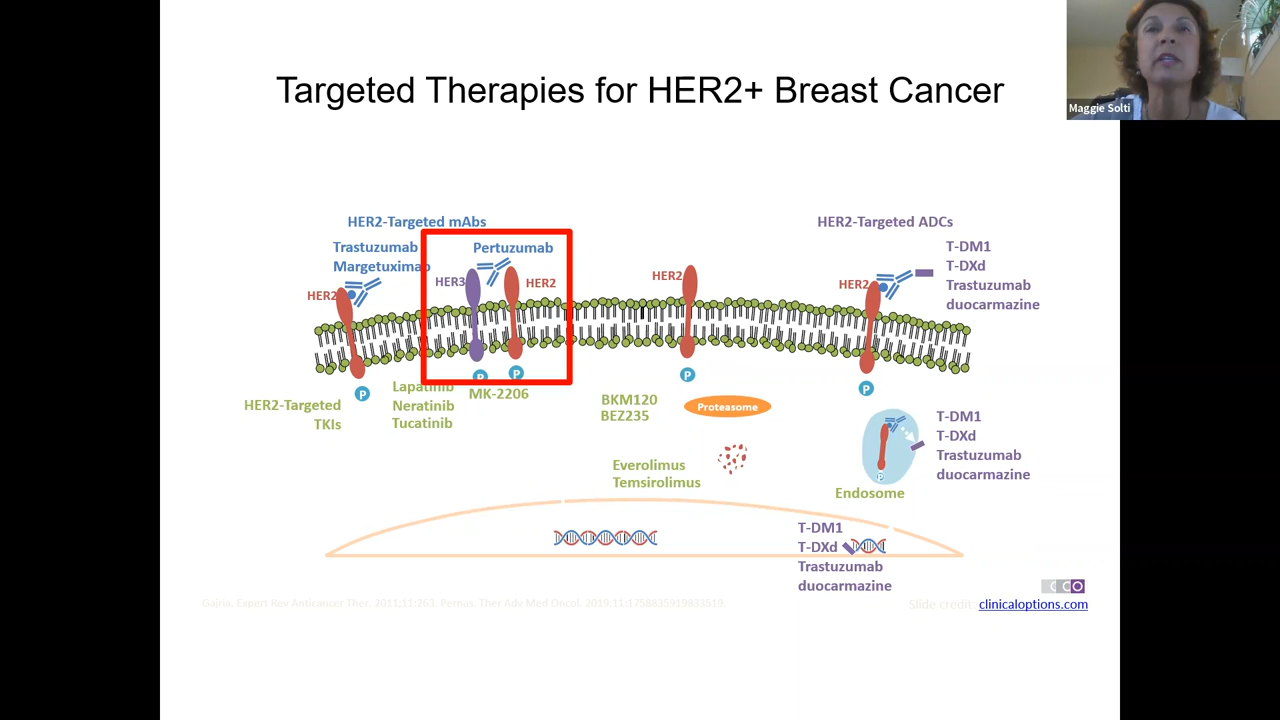 Targeted Therapies for HER2+ Breast Cancer
Maggie Solti
HER2-Targeted mAbs
HER2-Targeted ADCs
Trastuzumab
Margetuximab
Pertuzumab
T-DM1
T-DXd
Trastuzumab
duocarmazine
HER2
HER3
HER2
HER2
HER2
P
P
P
P
P
HER2-Targeted
TKIs
Lapatinib
Neratinib
Tucatinib
MK-2206
BKM120
BEZ235
Proteasome
Everolimus
Temsirolimus
T-DM1
T-DXd
Trastuzumab
duocarmazine
P
Endosome
T-DM1
T-DXd
Trastuzumab
duocarmazine
CCO
Gajria. Expert Rev Anticancer Ther. 2011;11:263. Pernas. Ther Adv Med Oncol. 2019:11:1758835919833519.
Slide credit: clinicaloptions.com